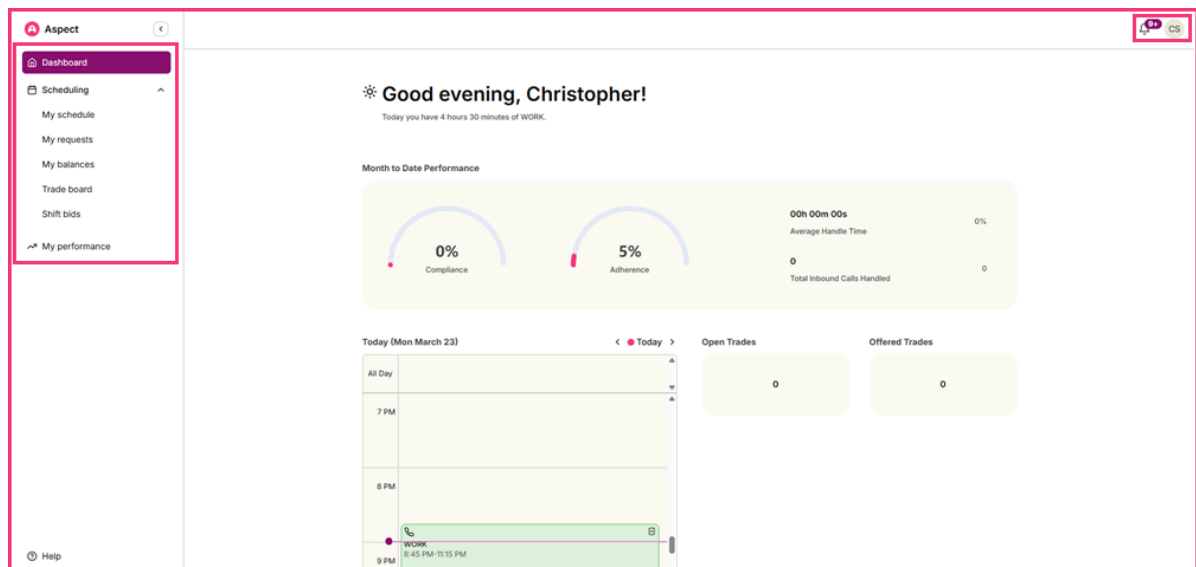 Aspect
9+
CS
Dashboard
Scheduling
My schedule
My requests
My balances
Trade board
Shift bids
My performance
Help
Good evening, Christopher!
Today you have 4 hours 30 minutes of WORK.
Month to Date Performance
0%
Compliance
5%
Adherence
00h 00m 00s
Average Handle Time
0%
0
Total Inbound Calls Handled
0
Today (Mon March 23)
Today
All Day
7 PM
8 PM
WORK
8:45 PM-11:15 PM
9 PM
Open Trades
0
Offered Trades
0